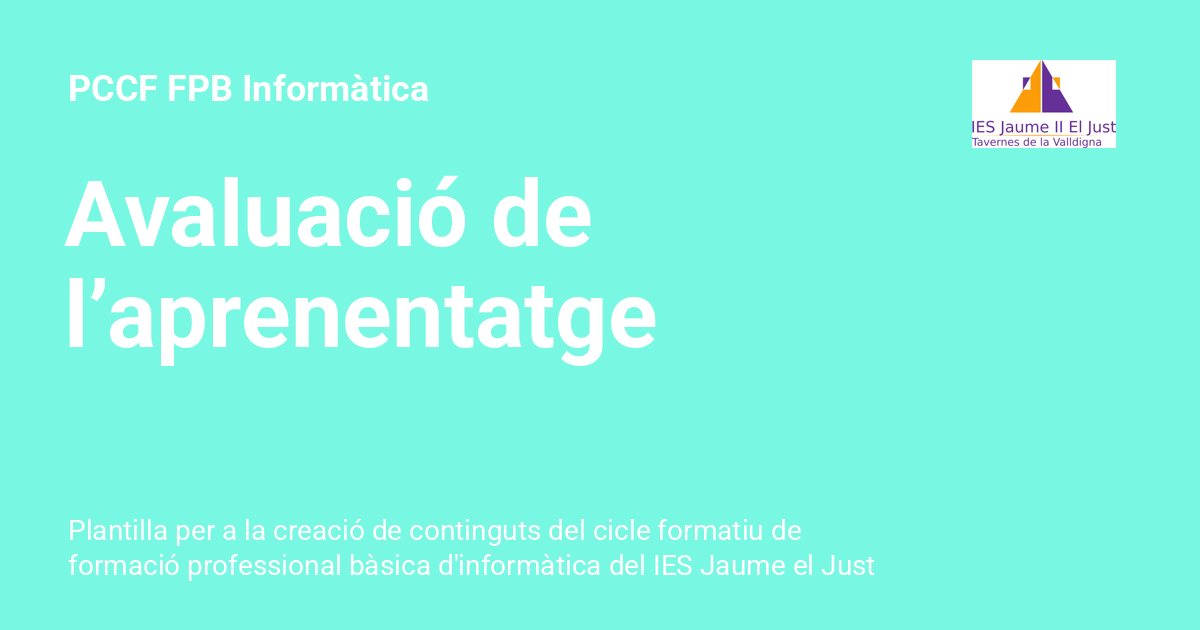 PCCF FPB Informàtica
IES Jaume II El Just
Tavernes de la Valldigna
Avaluació de
l’aprenentatge
Plantilla per a la creació de continguts del cicle formatiu de
formació professional bàsica d'informàtica del IES Jaume el Just